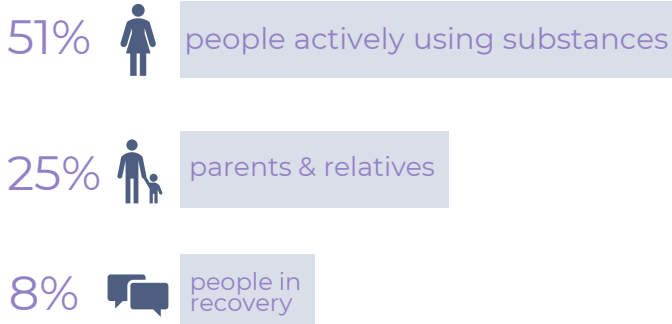 51%
people actively using substances
25%
parents & relatives
8%
people in
recovery